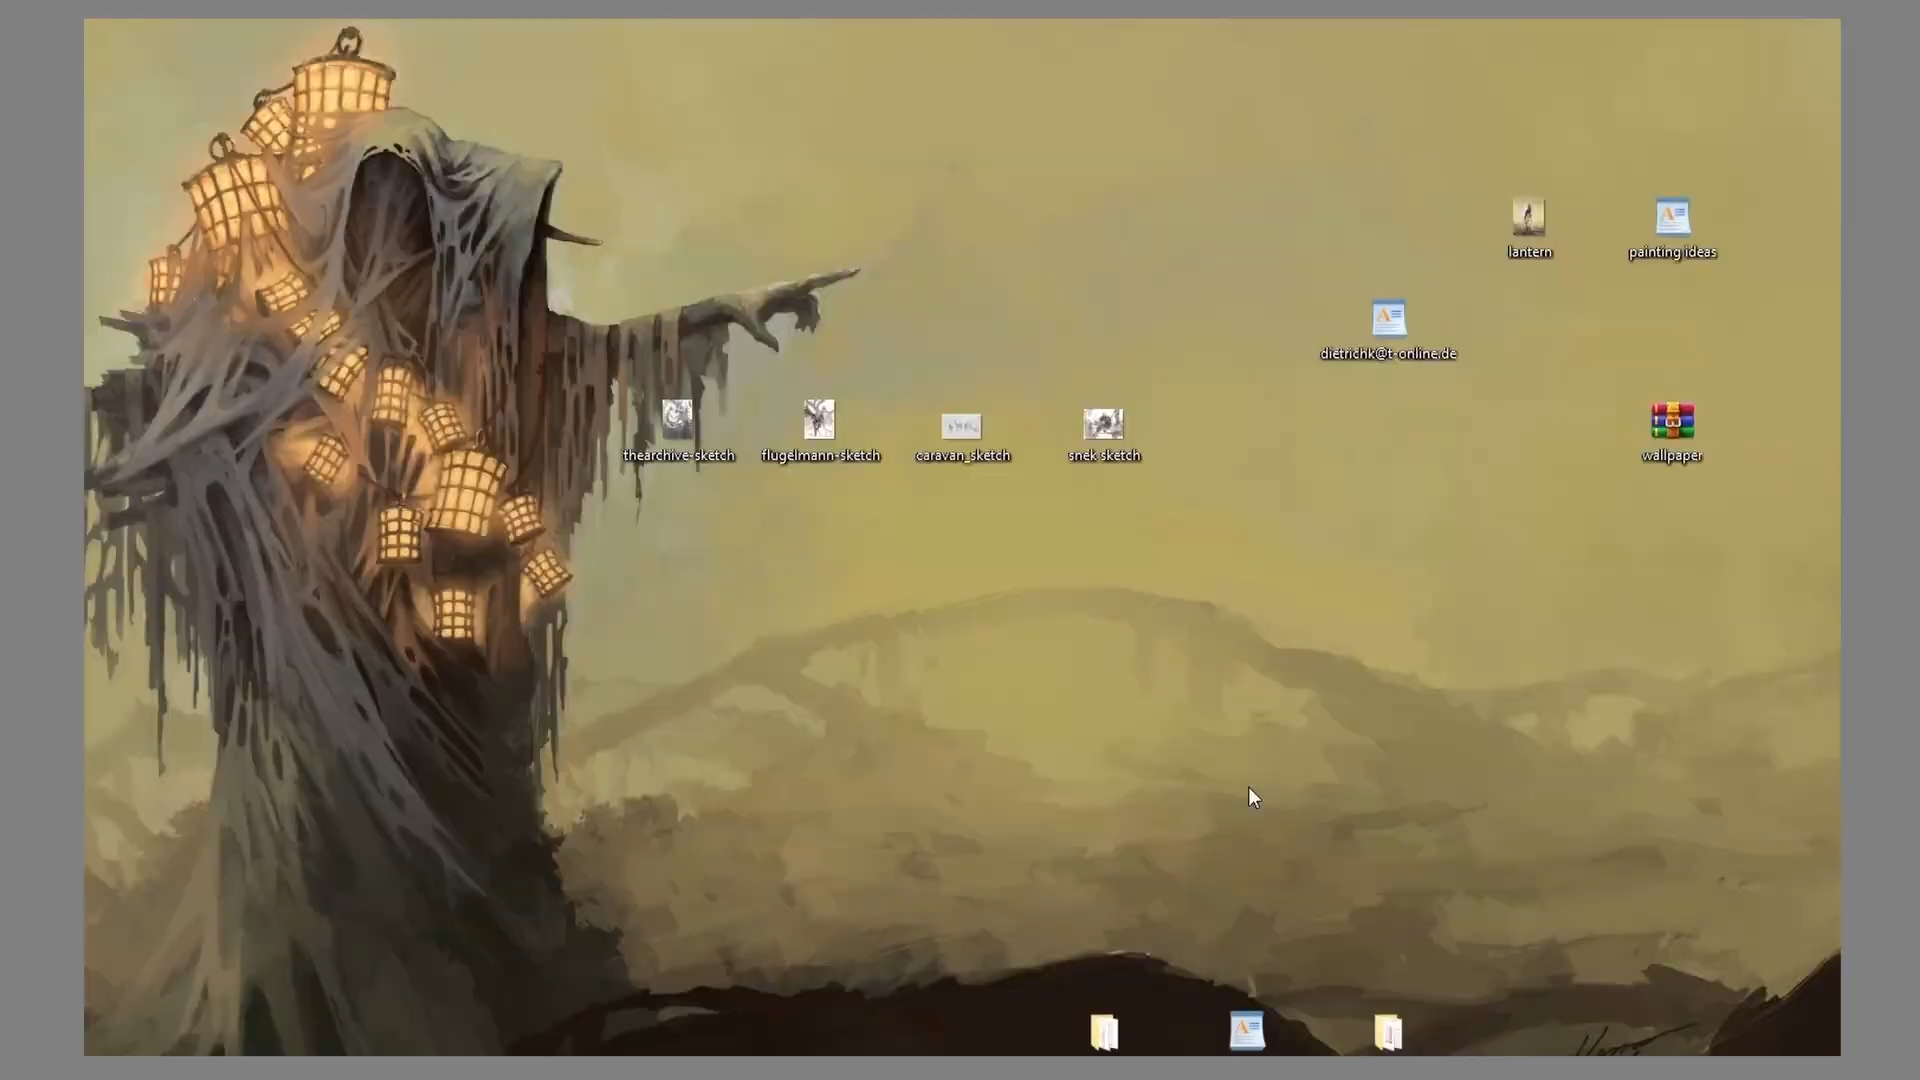 lantern
painting ideas
dietrichk@t-online.de
thearchive-sketch
flugelmann-sketch
caravan_sketch
snek sketch
wallpaper